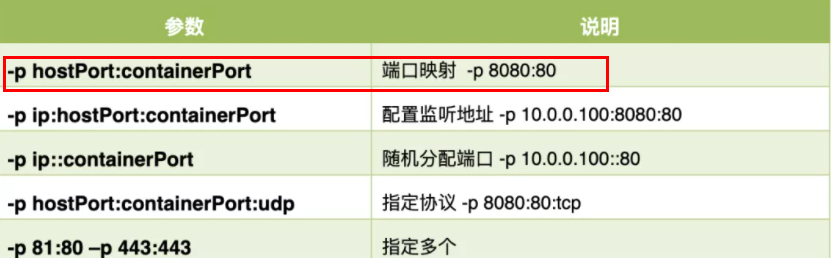 参数 说明
-p hostPort:containerPort 端口映射 -p 8080:80
-p ip:hostPort:containerPort 配置监听地址 -p 10.0.0.100:8080:80
-p ip::containerPort 随机分配端口 -p 10.0.0.100::80
-p hostPort:containerPort:udp 指定协议 -p 8080:80:tcp
-p 81:80 –p 443:443 指定多个